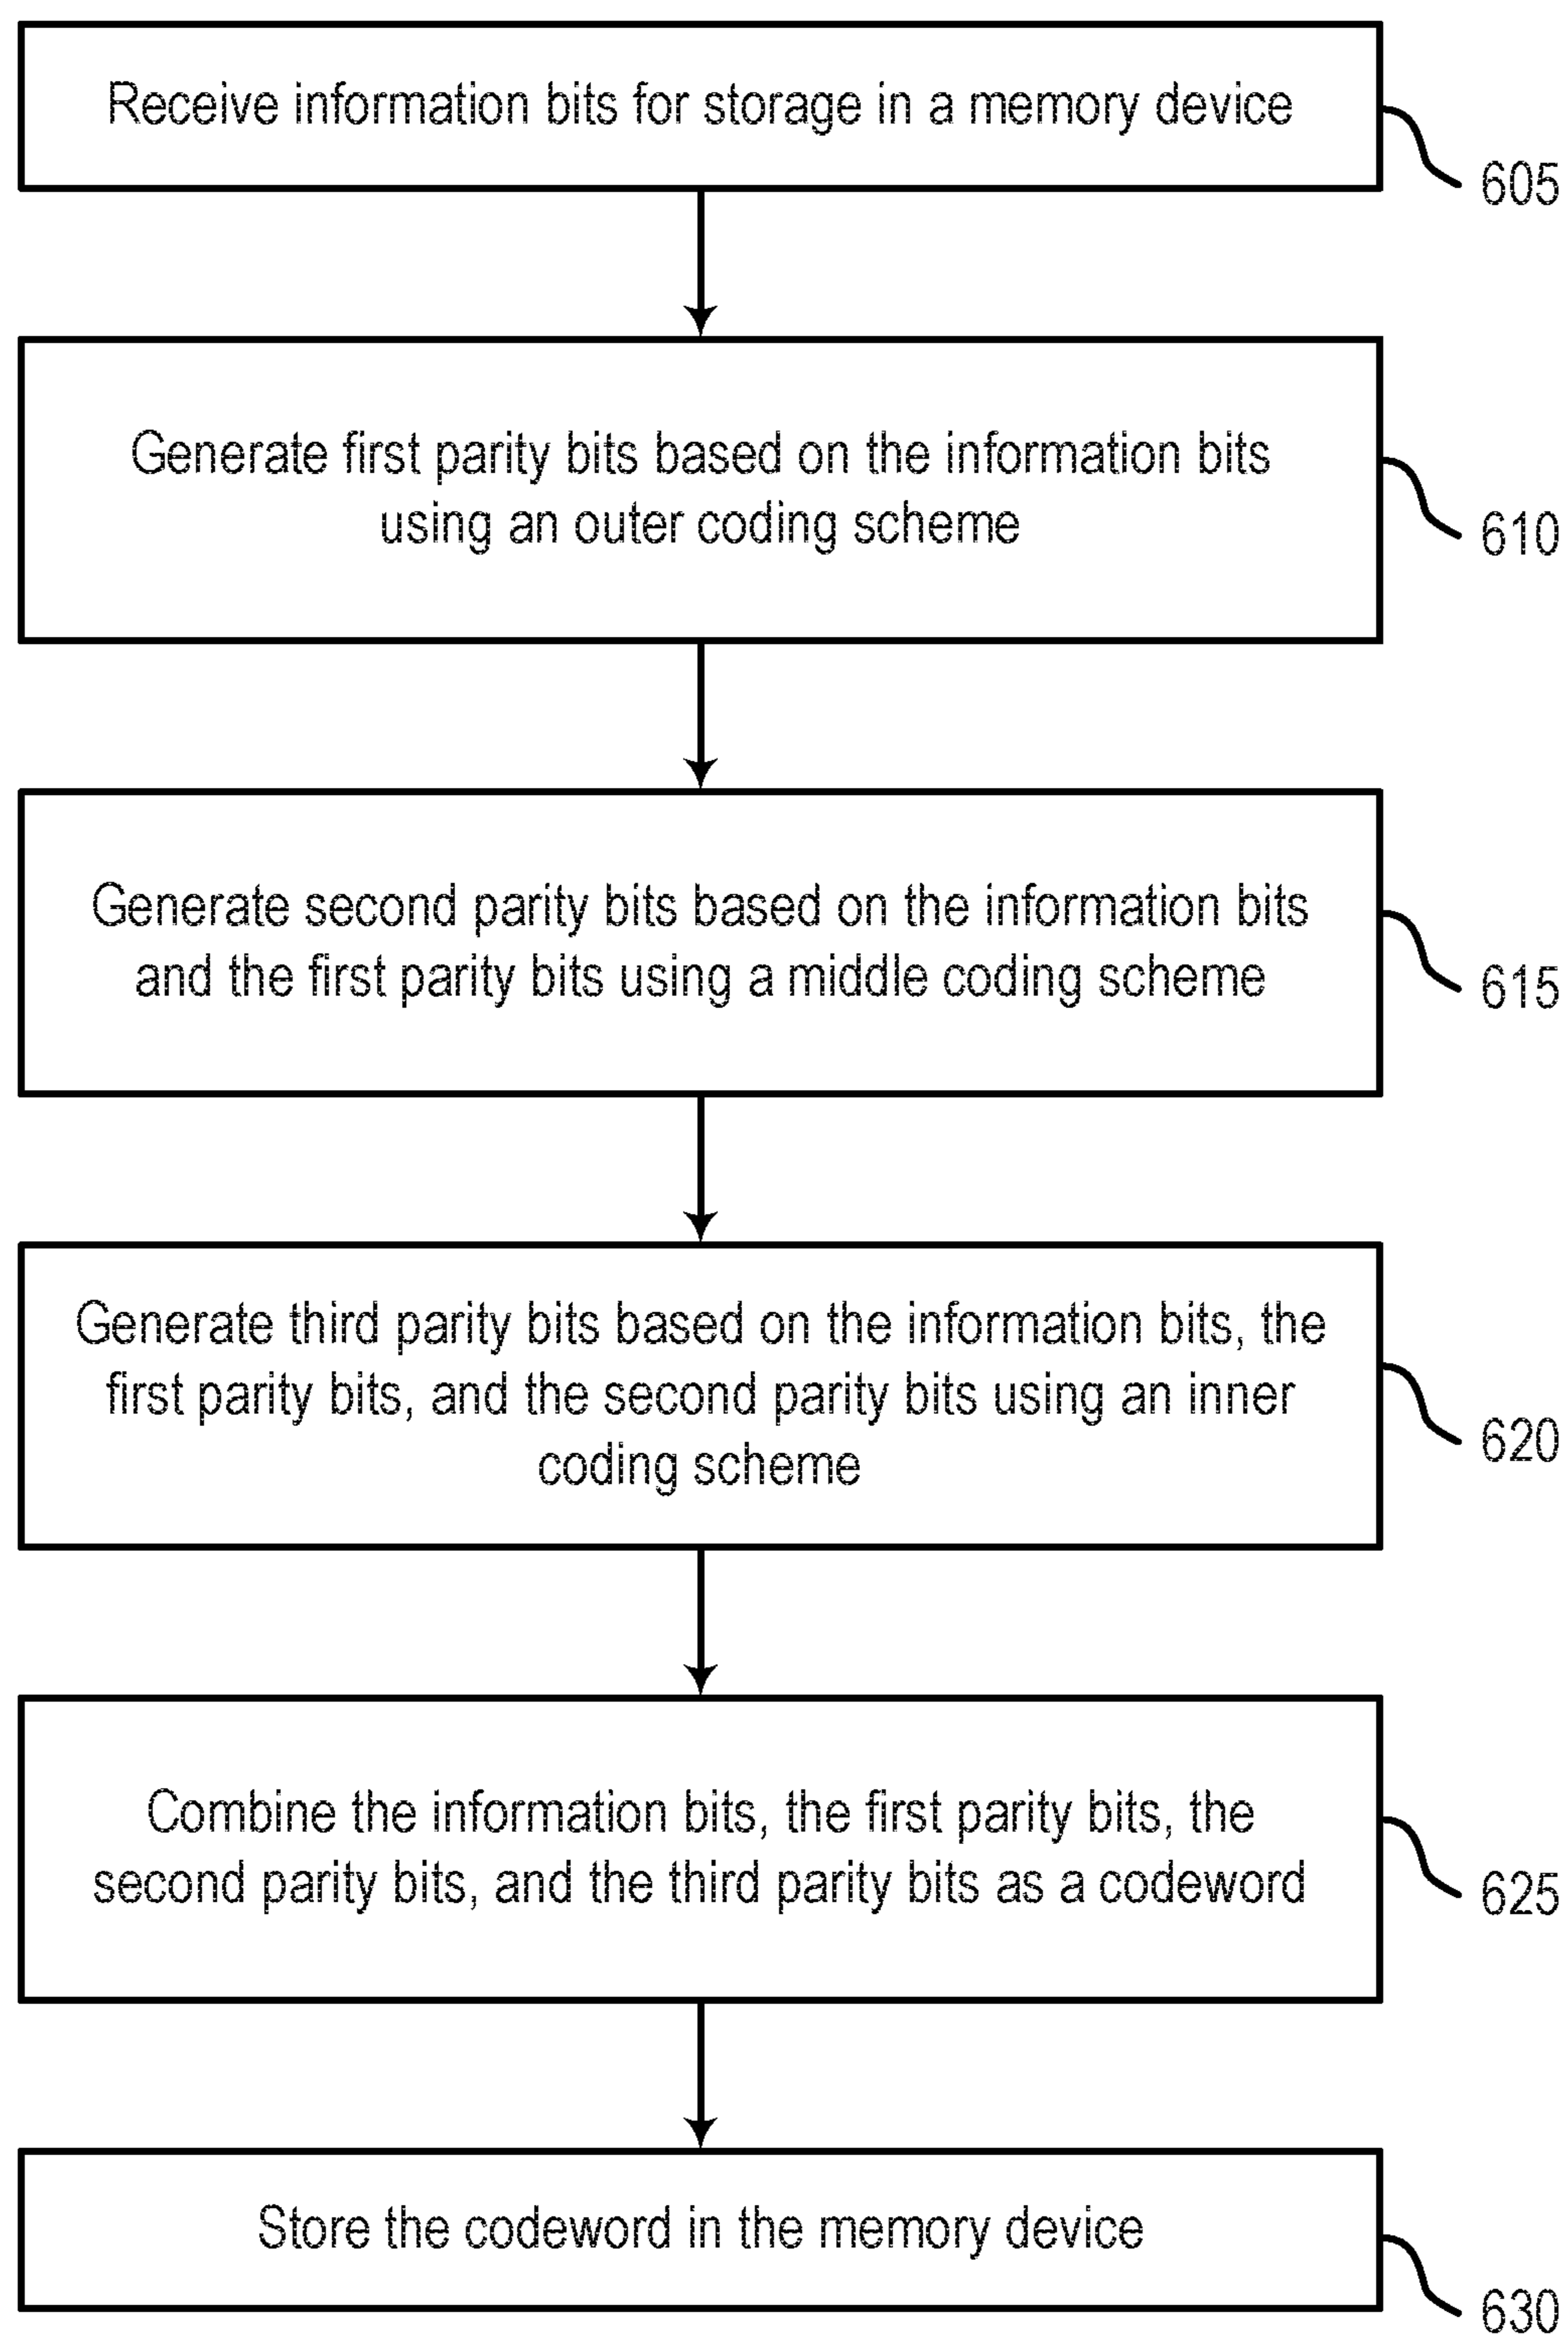 Receive information bits for storage in a memory device
605
Generate first parity bits based on the information bits
using an outer coding scheme
610
Generate second parity bits based on the information bits
and the first parity bits using a middle coding scheme
615
Generate third parity bits based on the information bits, the
first parity bits, and the second parity bits using an inner
coding scheme
620
Combine the information bits, the first parity bits, the
second parity bits, and the third parity bits as a codeword
625
Store the codeword in the memory device
630